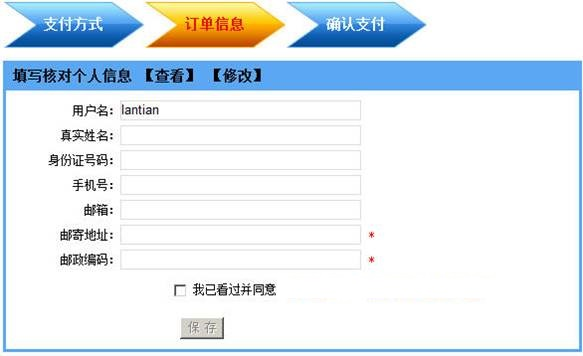 支付方式 订单信息 确认支付
填写核对个人信息 【查看】 【修改】
用户名: lantian
真实姓名:
身份证号码:
手机号:
邮箱:
邮寄地址: *
邮政编码: *
我已看过并同意
保 存